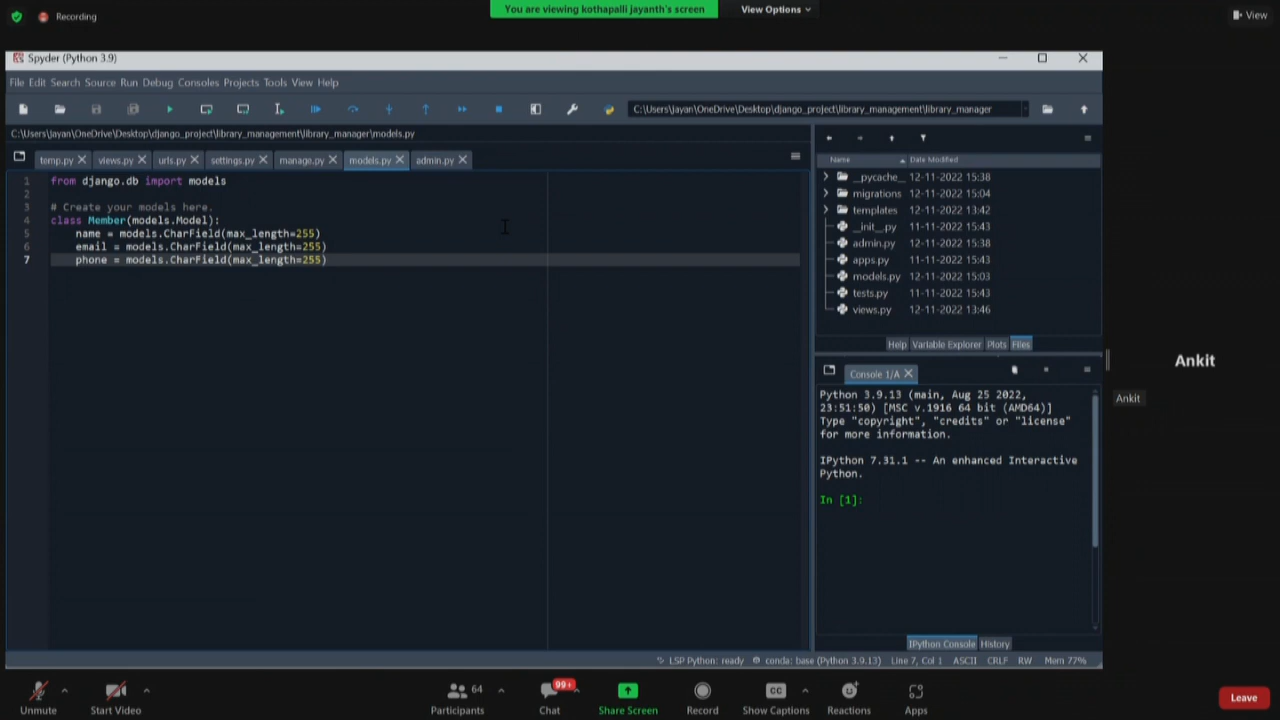 Recording
You are viewing kothapalli jayanth's screen
View Options
View
Spyder (Python 3.9)
File Edit Search Source Run Debug Consoles Projects Tools View Help
C:\Users\Jayan\OneDrive\Desktop\django_project\library_management\library_manager
C:\Users\Jayan\OneDrive\Desktop\django_project\library_management\library_manager\models.py
temp.py views.py urls.py settings.py manage.py models.py admin.py
1 from django.db import models
2
3 # Create your models here.
4 class Member(models.Model):
5 name = models.CharField(max_length=255)
6 email = models.CharField(max_length=255)
7 phone = models.CharField(max_length=255)
Name Date Modified
__pycache__ 12-11-2022 15:38
migrations 12-11-2022 15:04
templates 12-11-2022 13:42
__init__.py 11-11-2022 15:43
admin.py 12-11-2022 15:38
apps.py 11-11-2022 15:43
models.py 12-11-2022 15:03
tests.py 11-11-2022 15:43
views.py 12-11-2022 13:46
Help Variable Explorer Plots Files
Console 1/A
Python 3.9.13 (main, Aug 25 2022,
23:51:50) [MSC v.1916 64 bit (AMD64)]
Type "copyright", "credits" or "license"
for more information.
IPython 7.31.1 -- An enhanced Interactive
Python.
In [1]:
IPython Console History
LSP Python: ready conda: base (Python 3.9.13) Line 7, Col 1 ASCII CRLF RW Mem 77%
Ankit
Ankit
Unmute
Start Video
64
Participants
99+
Chat
Share Screen
Record
CC
Show Captions
Reactions
Apps
Leave